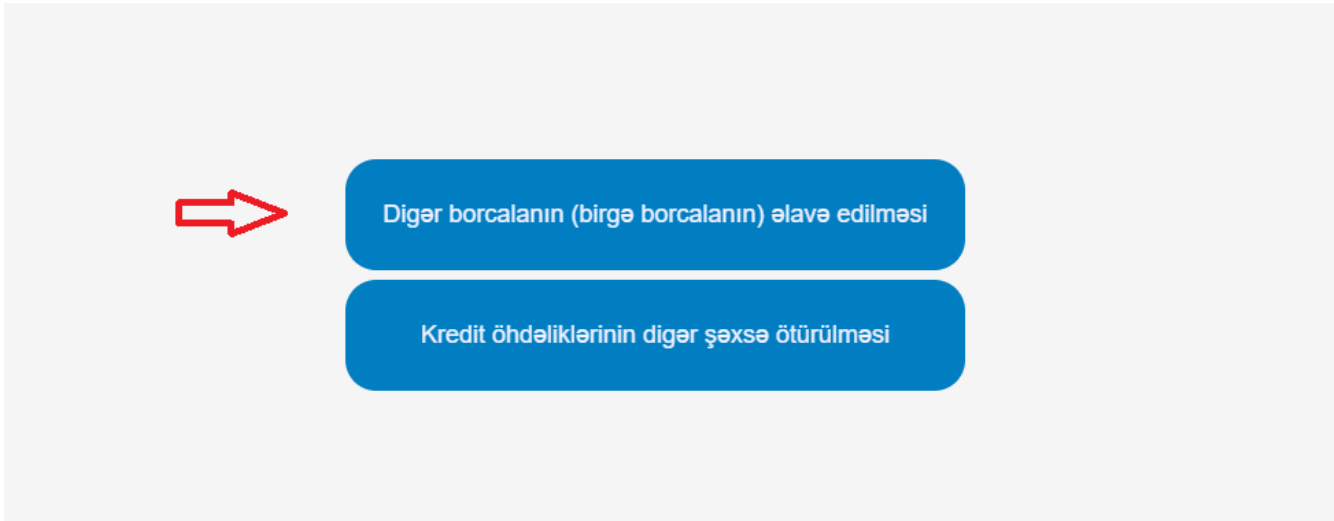 Digər borcalanın (birgə borcalanın) əlavə edilməsi
Kredit öhdəliklərinin digər şəxsə ötürülməsi